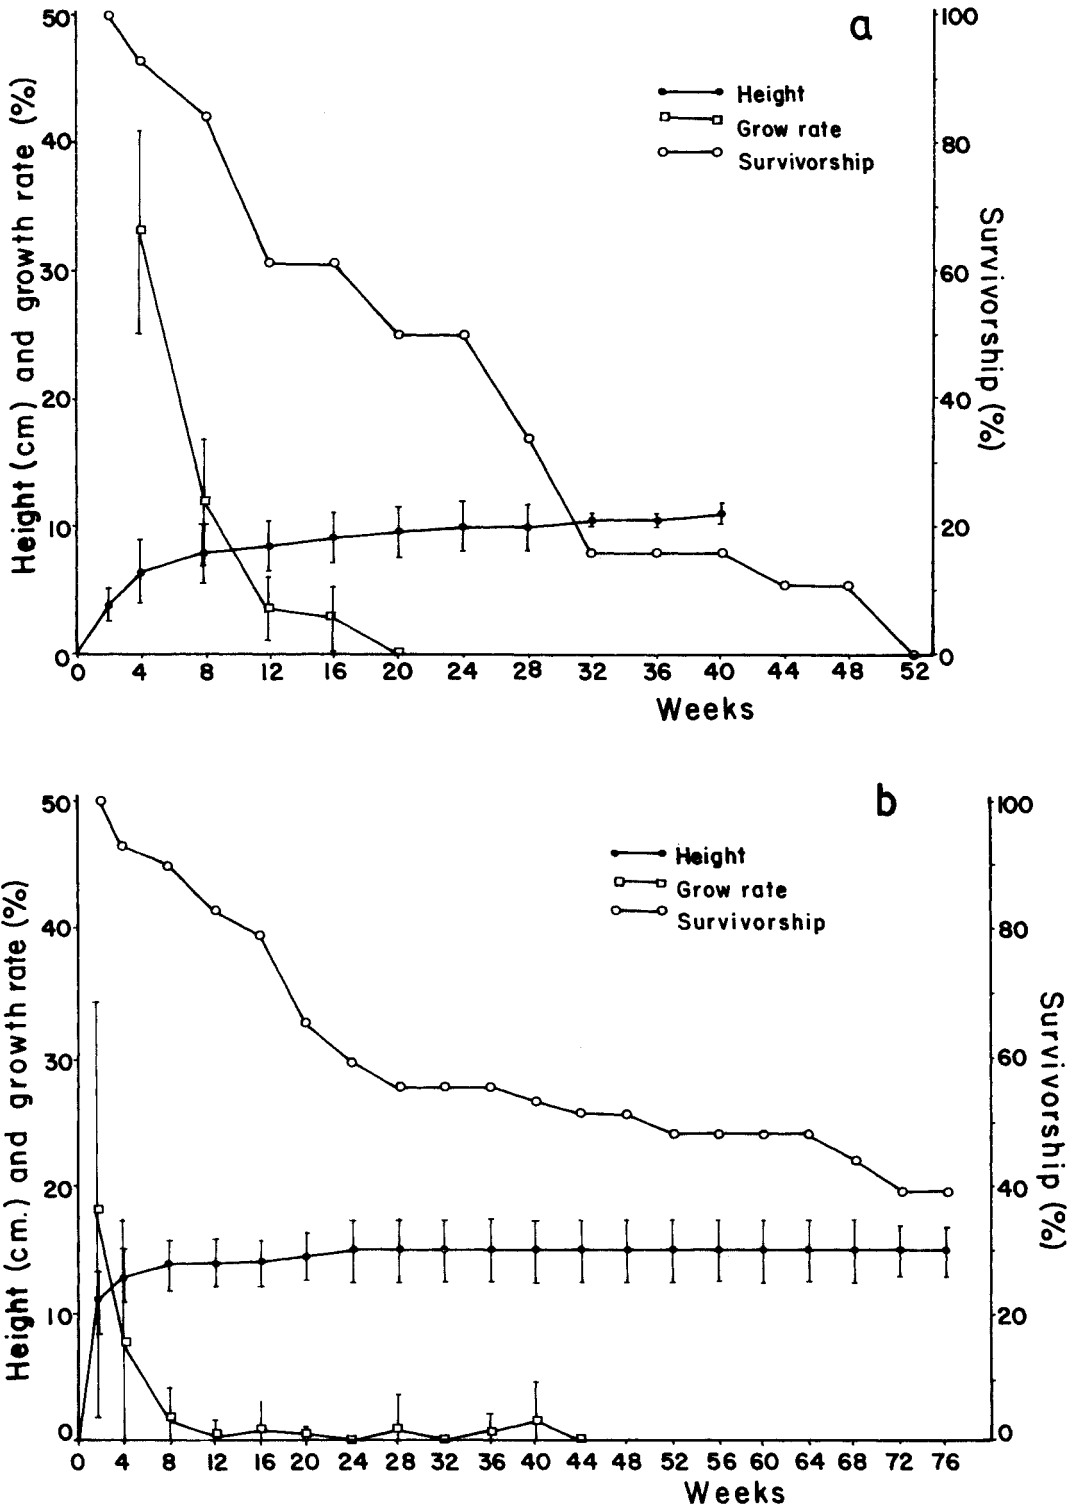 a
Height (cm) and growth rate (%)
50
40
30
20
10
0
Height
Grow rate
Survivorship
100
80
60
40
20
0
Survivorship (%)
0 4 8 12 16 20 24 28 32 36 40 44 48 52
Weeks
b
Height (cm.) and growth rate (%)
50
40
30
20
10
0
Height
Grow rate
Survivorship
100
80
60
40
20
0
Survivorship (%)
0 4 8 12 16 20 24 28 32 36 40 44 48 52 56 60 64 68 72 76
Weeks